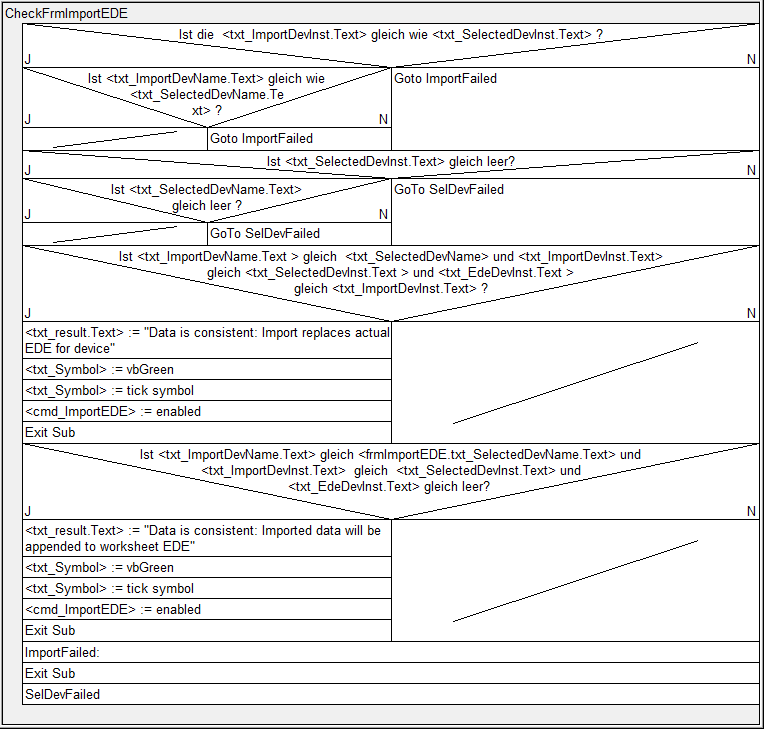 CheckFrmImportEDE
Ist die <txt_ImportDevInst.Text> gleich wie <txt_SelectedDevInst.Text> ?
J
N
Ist <txt_ImportDevName.Text> gleich wie
<txt_SelectedDevName.Te
xt> ?
J
N
Goto ImportFailed
Goto ImportFailed
Ist <txt_SelectedDevInst.Text> gleich leer?
J
N
Ist <txt_SelectedDevName.Text>
gleich leer ?
J
N
GoTo SelDevFailed
GoTo SelDevFailed
Ist <txt_ImportDevName.Text > gleich <txt_SelectedDevName> und <txt_ImportDevInst.Text>
gleich <txt_SelectedDevInst.Text > und <txt_EdeDevInst.Text >
gleich <txt_ImportDevInst.Text> ?
J
N
<txt_result.Text> := "Data is consistent: Import replaces actual
EDE for device"
<txt_Symbol> := vbGreen
<txt_Symbol> := tick symbol
<cmd_ImportEDE> := enabled
Exit Sub
Ist <txt_ImportDevName.Text> gleich <frmImportEDE.txt_SelectedDevName.Text> und
<txt_ImportDevInst.Text> gleich <txt_SelectedDevInst.Text> und
<txt_EdeDevInst.Text> gleich leer?
J
N
<txt_result.Text> := "Data is consistent: Imported data will be
appended to worksheet EDE"
<txt_Symbol> := vbGreen
<txt_Symbol> := tick symbol
<cmd_ImportEDE> := enabled
Exit Sub
ImportFailed:
Exit Sub
SelDevFailed